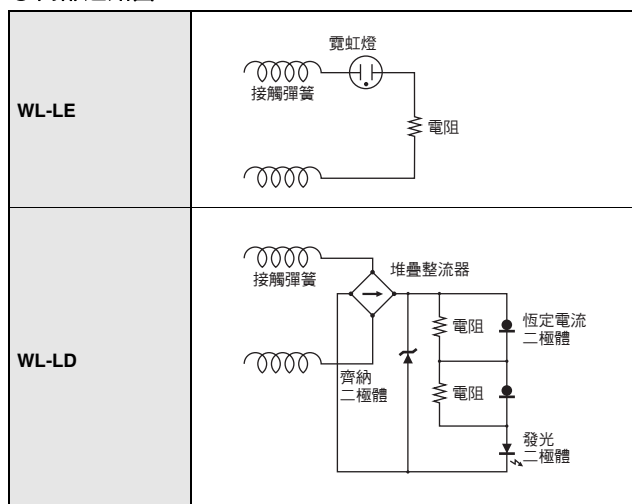 WL-LE
霓虹燈
接觸彈簧
電阻
WL-LD
接觸彈簧
堆疊整流器
電阻
恆定電流
二極體
齊納
二極體
電阻
發光
二極體